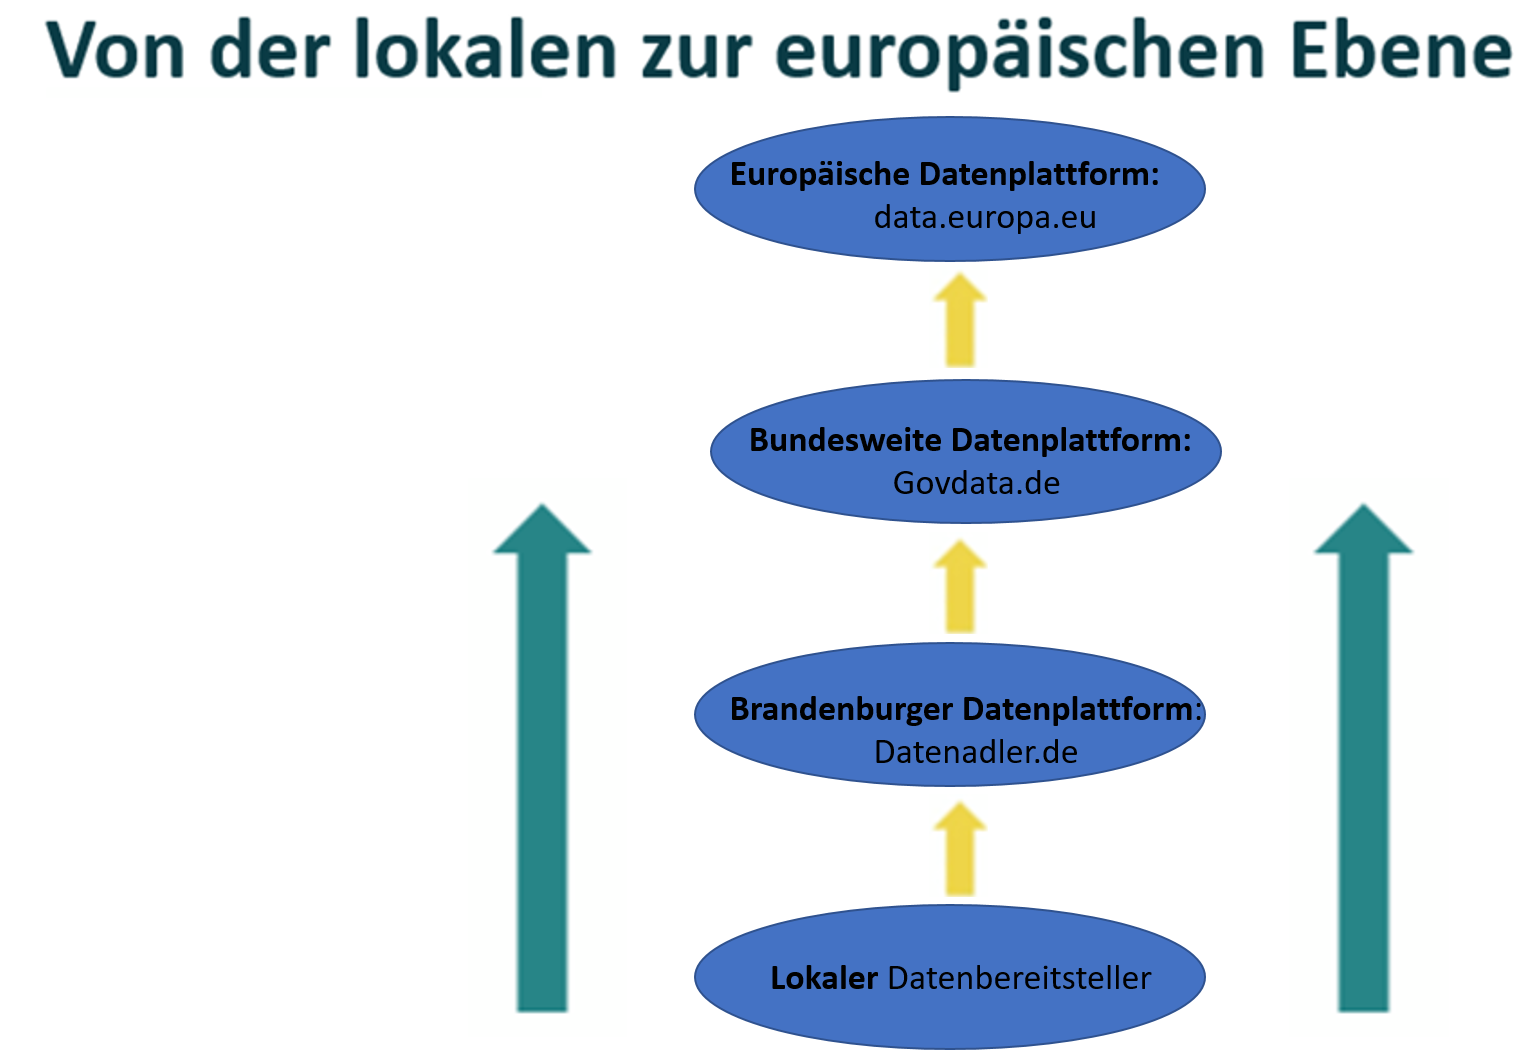 Von der lokalen zur europäischen Ebene
Europäische Datenplattform:
data.europa.eu
Bundesweite Datenplattform:
Govdata.de
Brandenburger Datenplattform:
Datenadler.de
Lokaler Datenbereitsteller